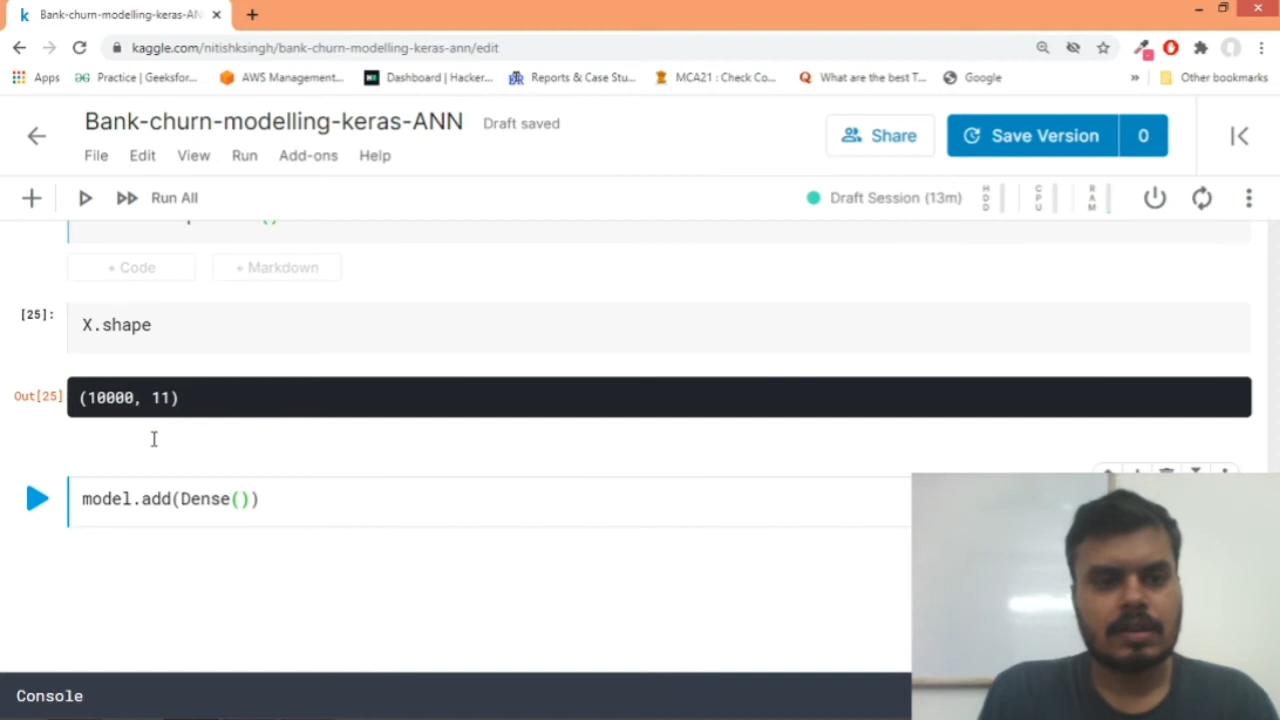 Bank-churn-modelling-keras-AN
kaggle.com/nitishksingh/bank-churn-modelling-keras-ann/edit
Apps
Practice | Geeksfor...
AWS Management...
Dashboard | Hacker...
Reports & Case Stu...
MCA21 : Check Co...
What are the best T...
Google
»
Other bookmarks
Bank-churn-modelling-keras-ANN
Draft saved
Share
Save Version
0
File
Edit
View
Run
Add-ons
Help
Run All
Draft Session (13m)
HDD
CPU
RAM
()
+ Code
+ Markdown
[25]:
X.shape
Out[25]
(10000, 11)
model.add(Dense())
Console